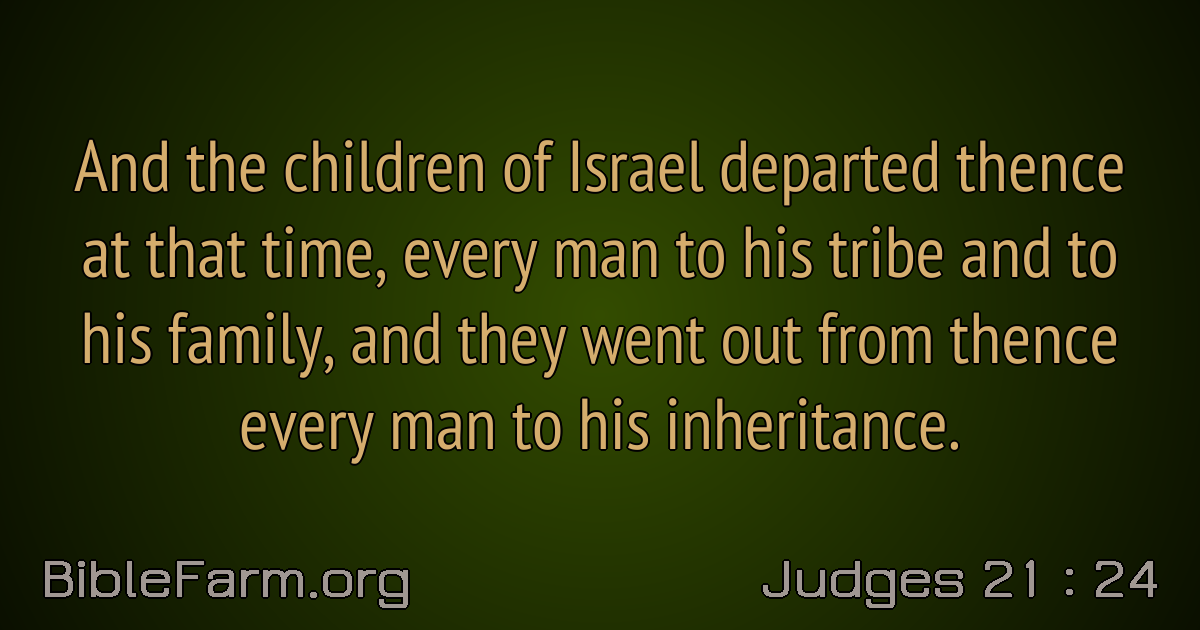 And the children of Israel departed thence
at that time, every man to his tribe and to
his family, and they went out from thence
every man to his inheritance.
BibleFarm.org
Judges 21 : 24